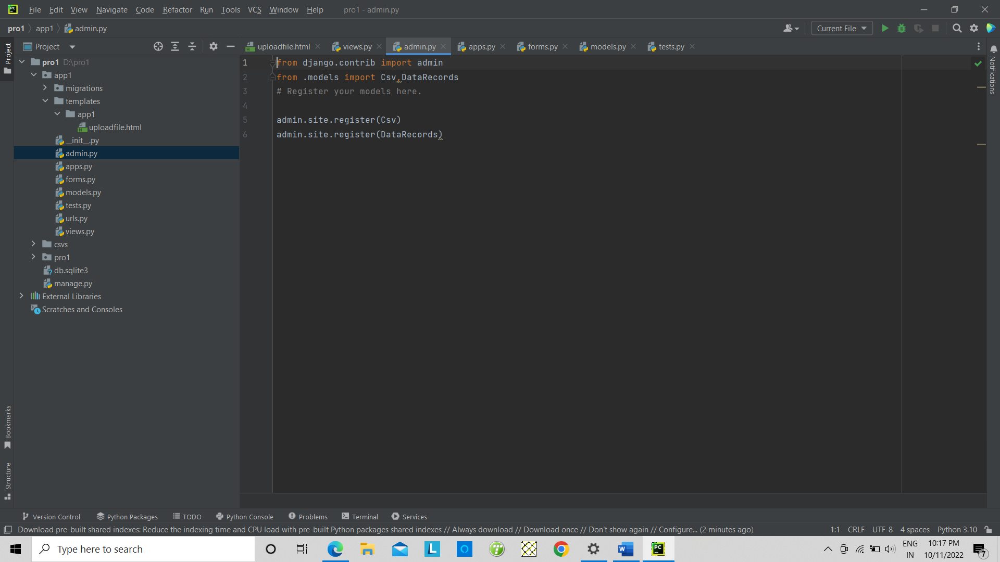 PC File Edit View Navigate Code Refactor Run Tools VCS Window Help pro1 - admin.py
pro1 app1 admin.py Current File
Project uploadfile.html views.py admin.py apps.py forms.py models.py tests.py
Project
pro1 D:\pro1
app1
migrations
templates
app1
uploadfile.html
__init__.py
admin.py
apps.py
forms.py
models.py
tests.py
urls.py
views.py
csvs
pro1
db.sqlite3
manage.py
External Libraries
Scratches and Consoles
1 from django.contrib import admin
2 from .models import Csv,DataRecords
3 # Register your models here.
4
5 admin.site.register(Csv)
6 admin.site.register(DataRecords)
Notifications
Bookmarks
Structure
Version Control Python Packages TODO Python Console Problems Terminal Services
Download pre-built shared indexes: Reduce the indexing time and CPU load with pre-built Python packages shared indexes // Always download // Download once // Don't show again // Configure... (2 minutes ago) 1:1 CRLF UTF-8 4 spaces Python 3.10
Type here to search L W PC
ENG 10:17 PM
IN 10/11/2022 7